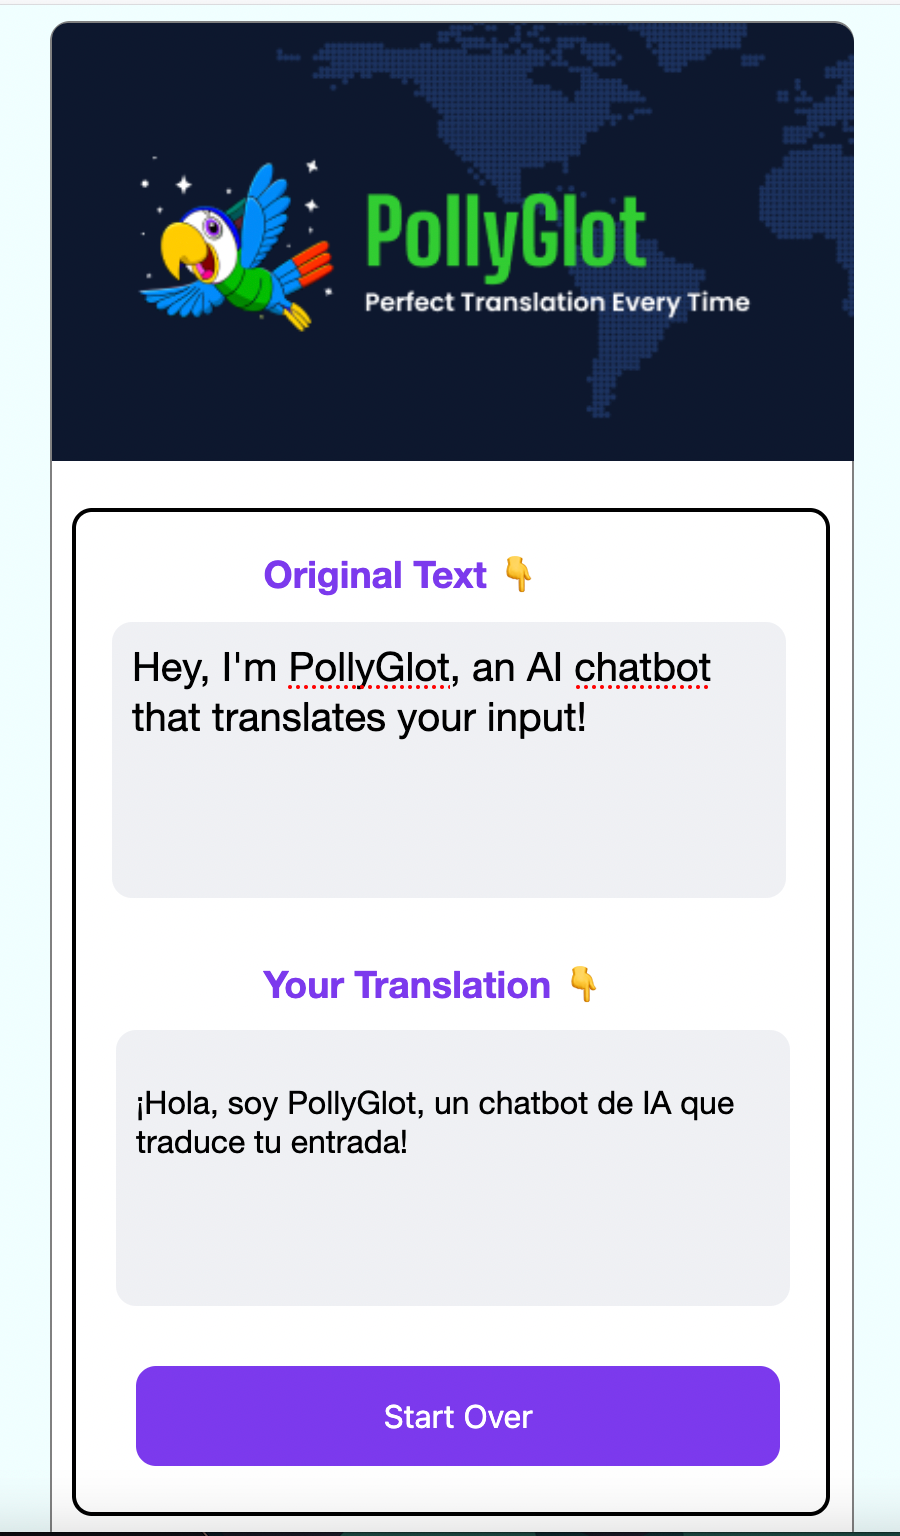 PollyGlot
Perfect Translation Every Time
Original Text 👇
Hey, I'm PollyGlot, an AI chatbot
that translates your input!
Your Translation 👇
¡Hola, soy PollyGlot, un chatbot de IA que
traduce tu entrada!
Start Over